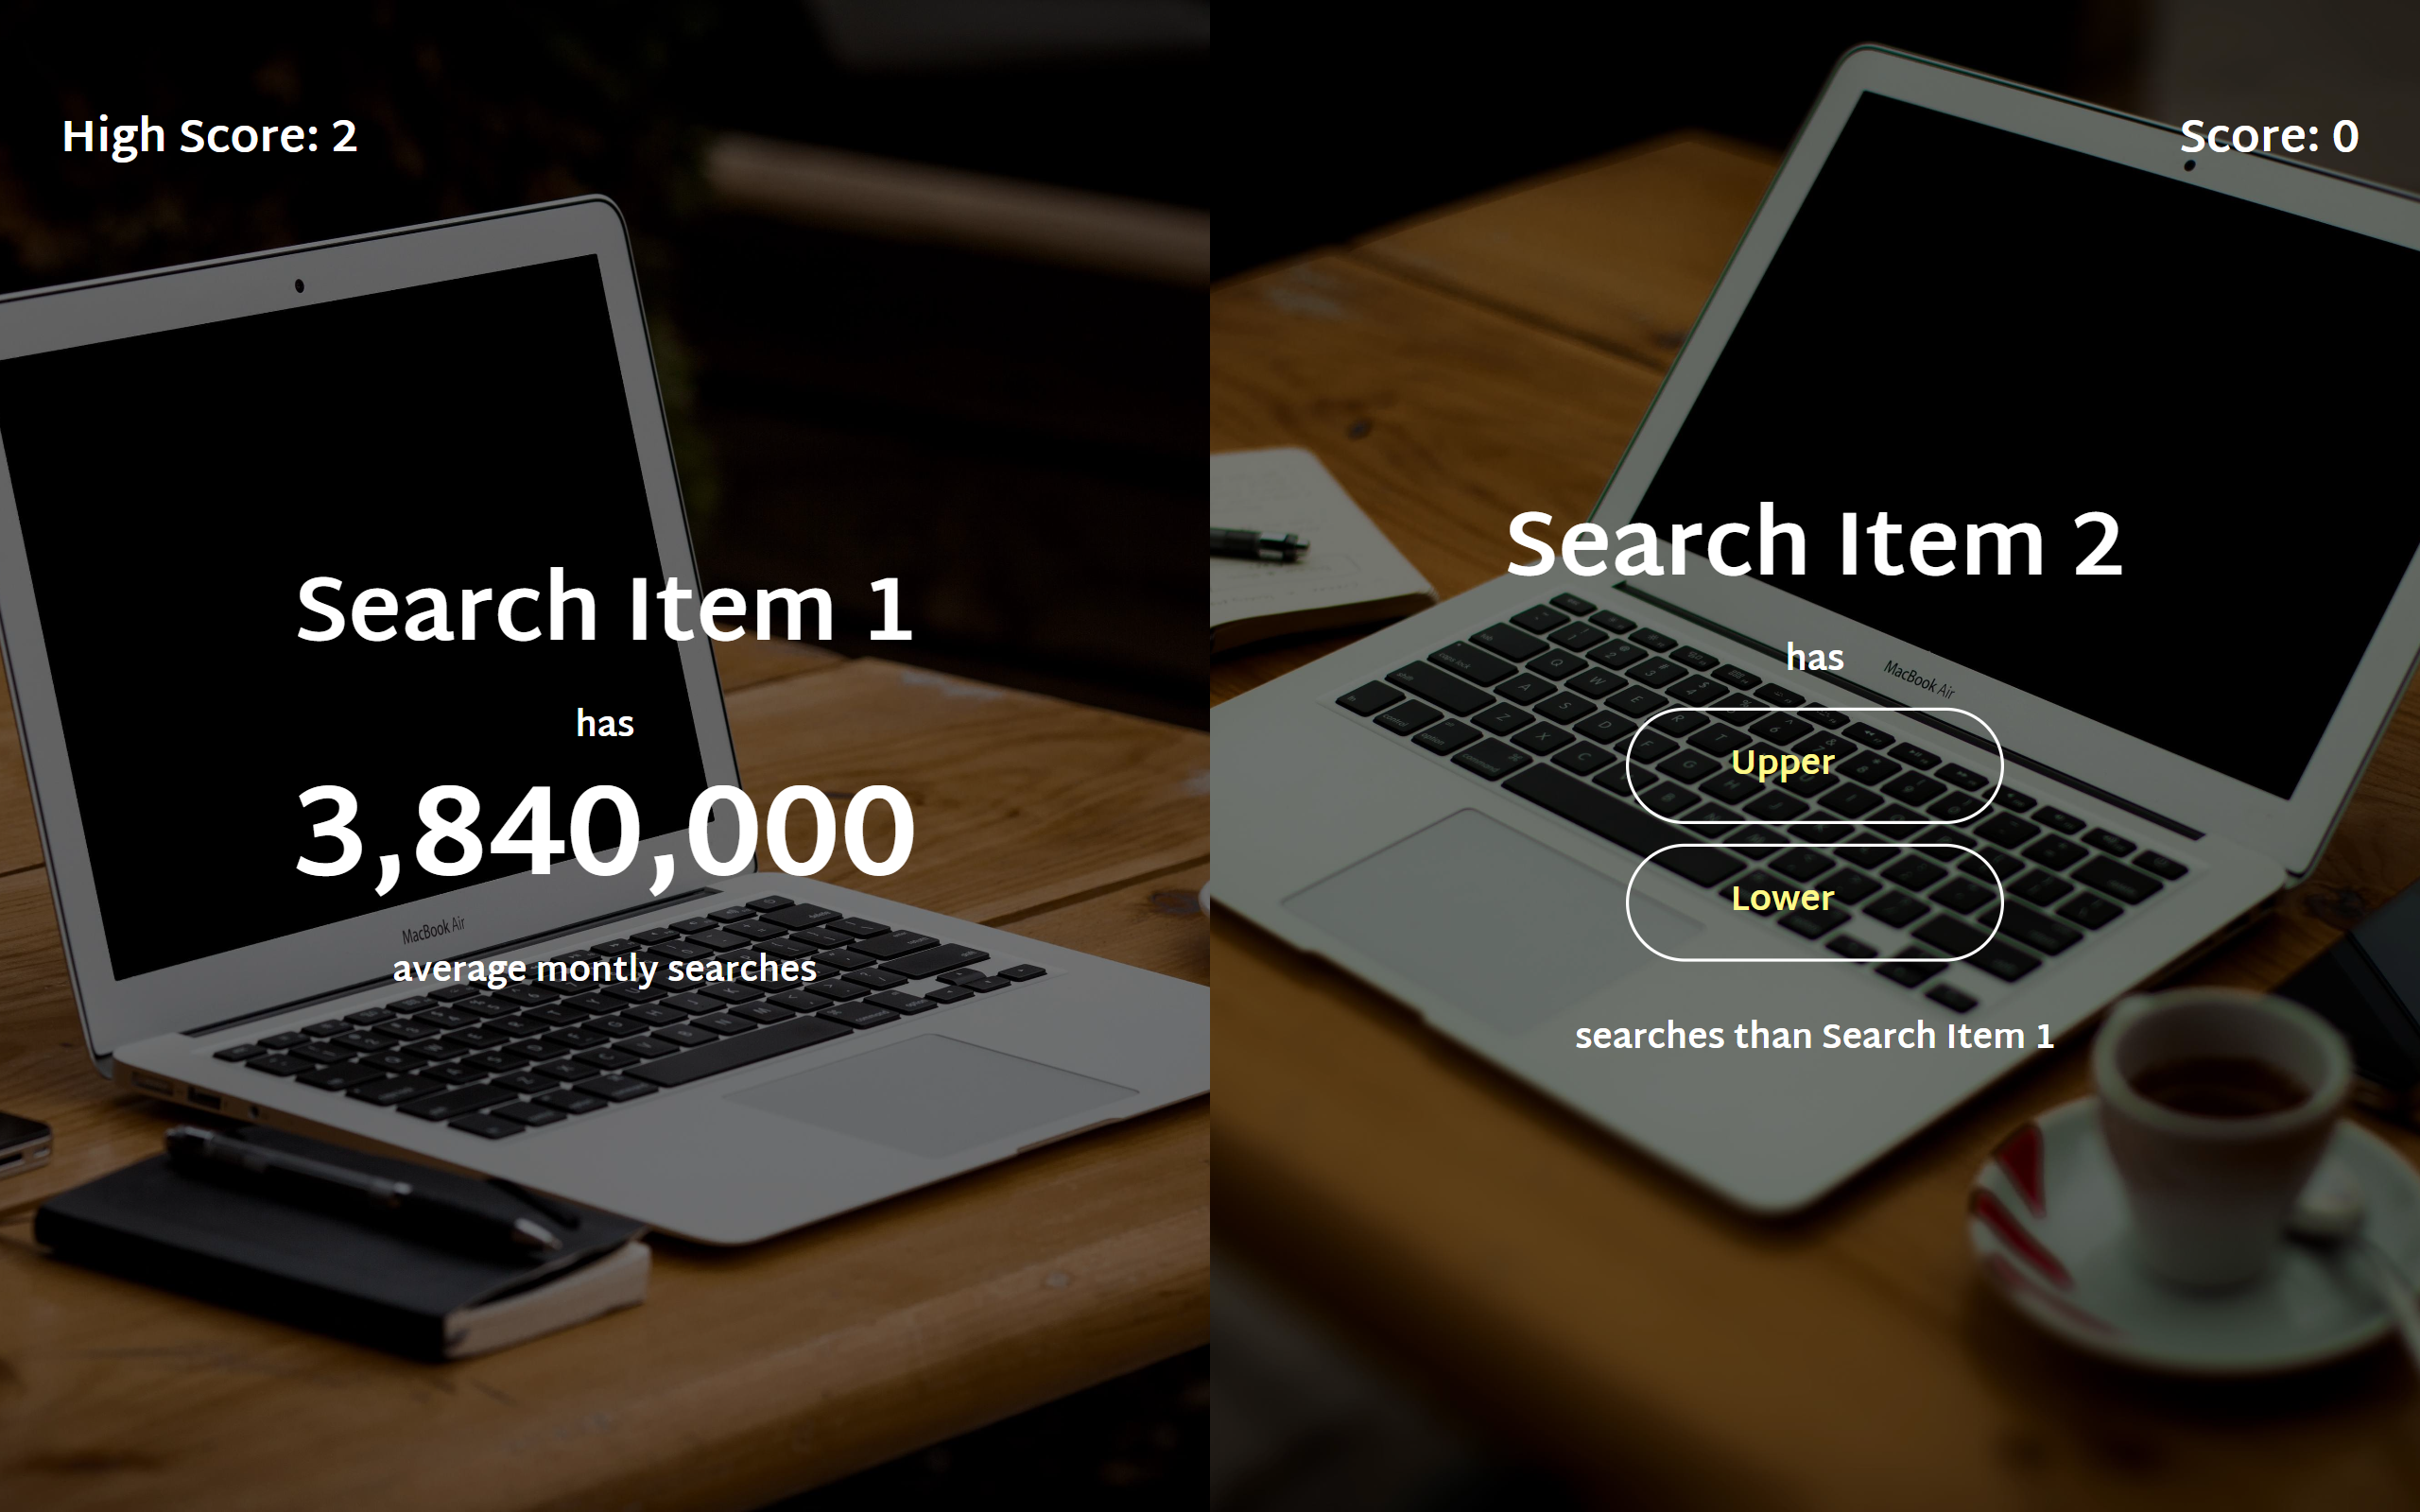 High Score: 2
Score: 0
Search Item 1
has
3,840,000
average montly searches
MacBook Air
Search Item 2
has
MacBook Air
Upper
Lower
searches than Search Item 1